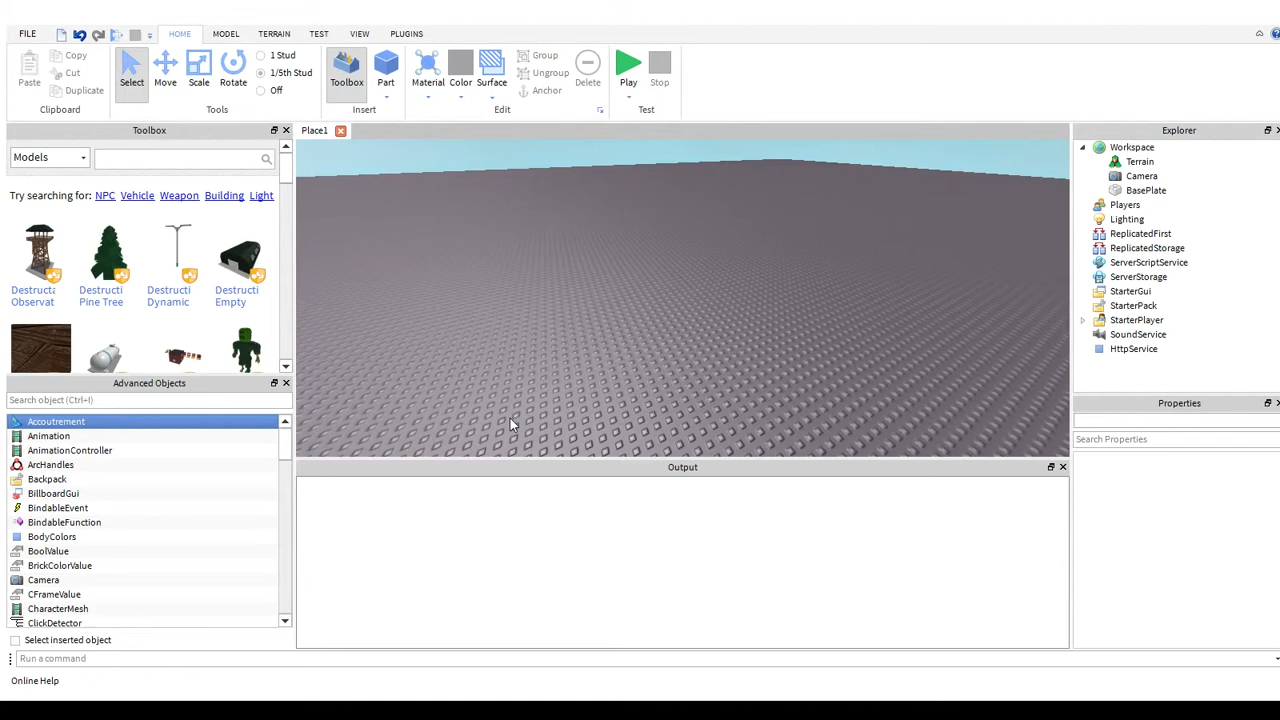 FILE HOME MODEL TERRAIN TEST VIEW PLUGINS
Paste Copy Cut Duplicate
Select Move Scale Rotate
1 Stud
1/5th Stud
Off
Toolbox Part
Material Color Surface
Group
Ungroup
Anchor
Delete
Play Stop
Clipboard Tools Insert Edit Test
Toolbox
Models
Try searching for: NPC Vehicle Weapon Building Light
Destructi Destructi Destructi
Observat Pine Tree Dynamic Empty
Advanced Objects
Search object (Ctrl+I)
Accoutrement
Animation
AnimationController
ArcHandles
Backpack
BillboardGui
BindableEvent
BindableFunction
BodyColors
BoolValue
BrickColorValue
Camera
CFrameValue
CharacterMesh
ClickDetector
Select inserted object
Run a command
Online Help
Place1
Output
Explorer
Workspace
Terrain
Camera
BasePlate
Players
Lighting
ReplicatedFirst
ReplicatedStorage
ServerScriptService
ServerStorage
StarterGui
StarterPack
StarterPlayer
SoundService
HttpService
Properties
Search Properties